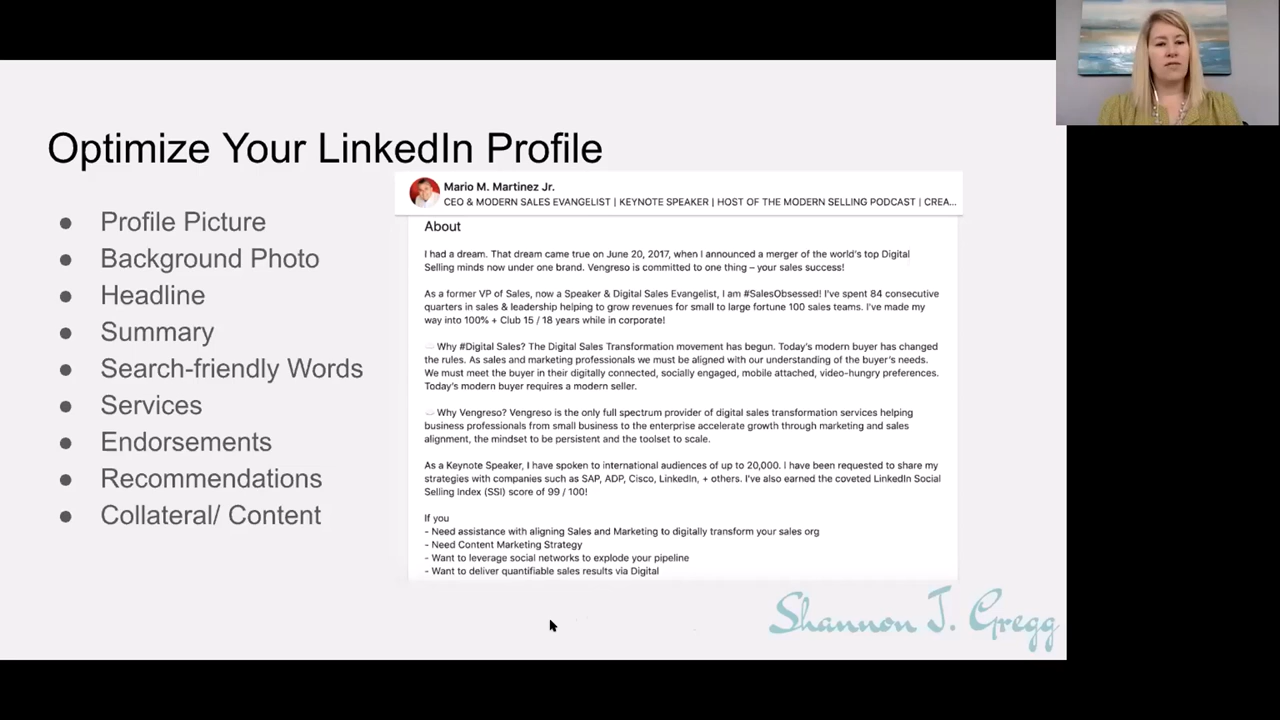 Optimize Your LinkedIn Profile
● Profile Picture
● Background Photo
● Headline
● Summary
● Search-friendly Words
● Services
● Endorsements
● Recommendations
● Collateral/ Content
Mario M. Martinez Jr.
CEO & MODERN SALES EVANGELIST | KEYNOTE SPEAKER | HOST OF THE MODERN SELLING PODCAST | CREA...
About
I had a dream. That dream came true on June 20, 2017, when I announced a merger of the world's top Digital
Selling minds now under one brand. Vengreso is committed to one thing – your sales success!
As a former VP of Sales, now a Speaker & Digital Sales Evangelist, I am #SalesObsessed! I've spent 84 consecutive
quarters in sales & leadership helping to grow revenues for small to large fortune 100 sales teams. I've made my
way into 100% + Club 15 / 18 years while in corporate!
Why #Digital Sales? The Digital Sales Transformation movement has begun. Today's modern buyer has changed
the rules. As sales and marketing professionals we must be aligned with our understanding of the buyer's needs.
We must meet the buyer in their digitally connected, socially engaged, mobile attached, video-hungry preferences.
Today's modern buyer requires a modern seller.
Why Vengreso? Vengreso is the only full spectrum provider of digital sales transformation services helping
business professionals from small business to the enterprise accelerate growth through marketing and sales
alignment, the mindset to be persistent and the toolset to scale.
As a Keynote Speaker, I have spoken to international audiences of up to 20,000. I have been requested to share my
strategies with companies such as SAP, ADP, Cisco, LinkedIn, + others. I've also earned the coveted LinkedIn Social
Selling Index (SSI) score of 99 / 100!
If you
- Need assistance with aligning Sales and Marketing to digitally transform your sales org
- Need Content Marketing Strategy
- Want to leverage social networks to explode your pipeline
- Want to deliver quantifiable sales results via Digital
Shannon J. Gregg